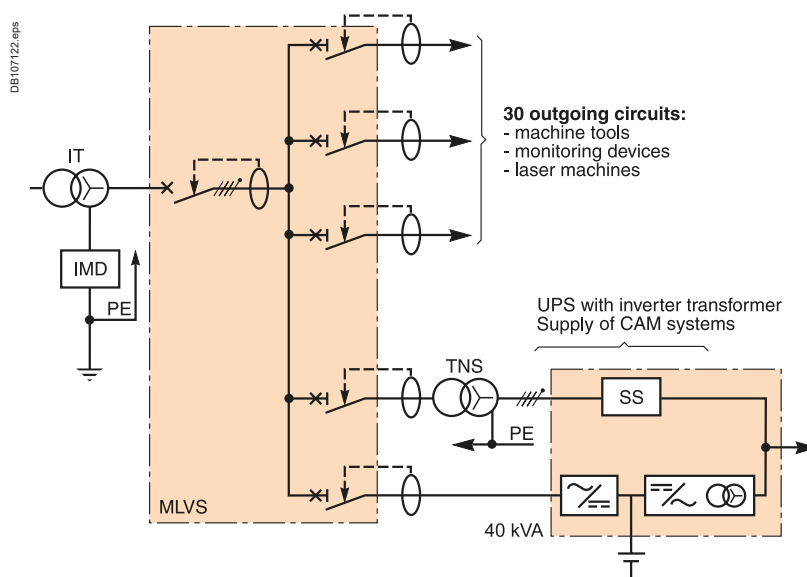 DB107122.eps
IT
IMD
PE
MLVS
30 outgoing circuits:
- machine tools
- monitoring devices
- laser machines
UPS with inverter transformer
Supply of CAM systems
TNS
PE
SS
40 kVA